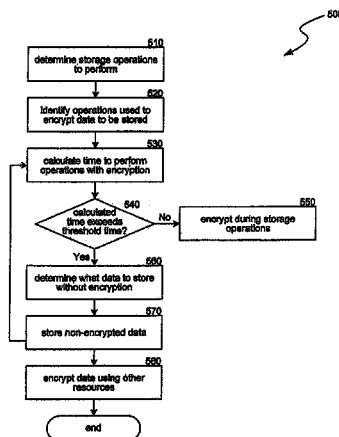 500
510
determine storage operations
to perform
520
identify operations used to
encrypt data to be stored
530
calculate time to perform
operations with encryption
540
calculated
time exceeds
threshold time?
No
550
encrypt during storage
operations
Yes
560
determine what data to store
without encryption
570
store non-encrypted data
580
encrypt data using other
resources
end